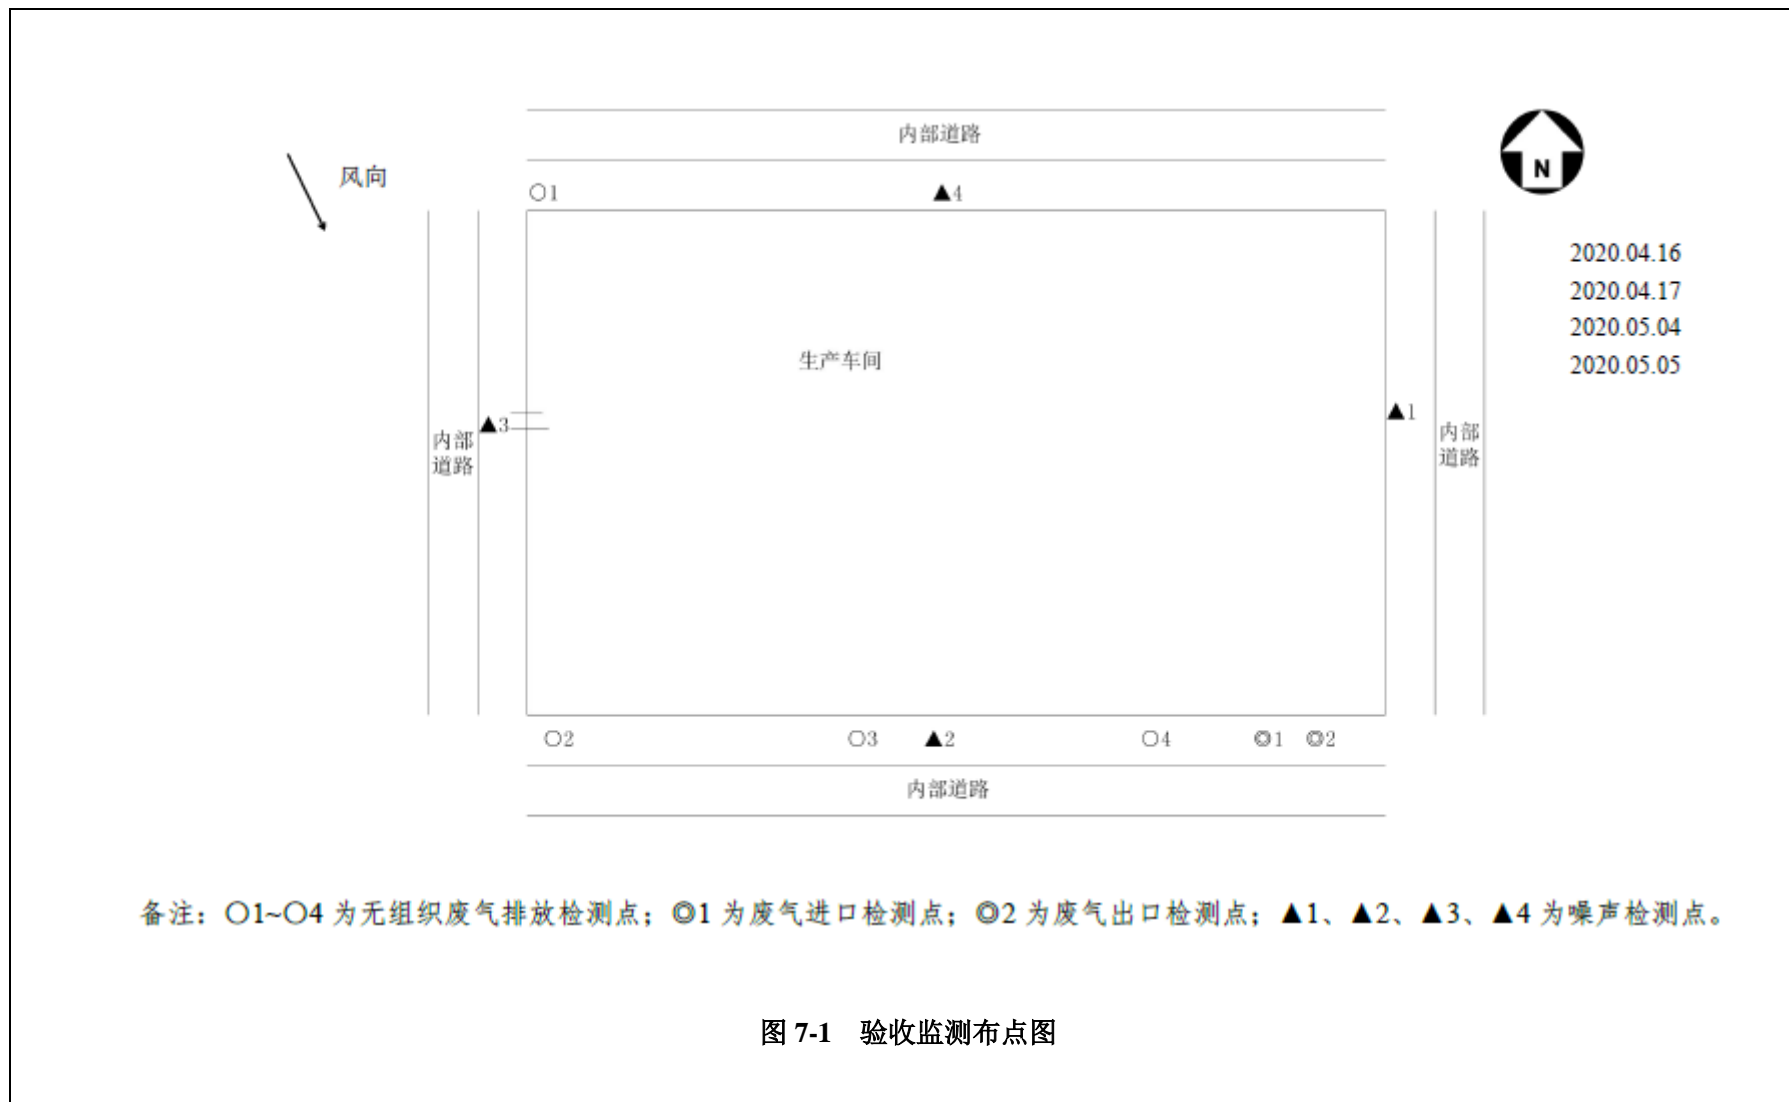 内部道路
N
风向
○1
▲4
2020.04.16
2020.04.17
2020.05.04
2020.05.05
生产车间
▲3
内部
道路
▲1
内部
道路
○2
○3
▲2
○4
◎1
◎2
内部道路
备注：○1~○4 为无组织废气排放检测点；◎1 为废气进口检测点；◎2 为废气出口检测点；▲1、▲2、▲3、▲4 为噪声检测点。
图 7-1 验收监测布点图